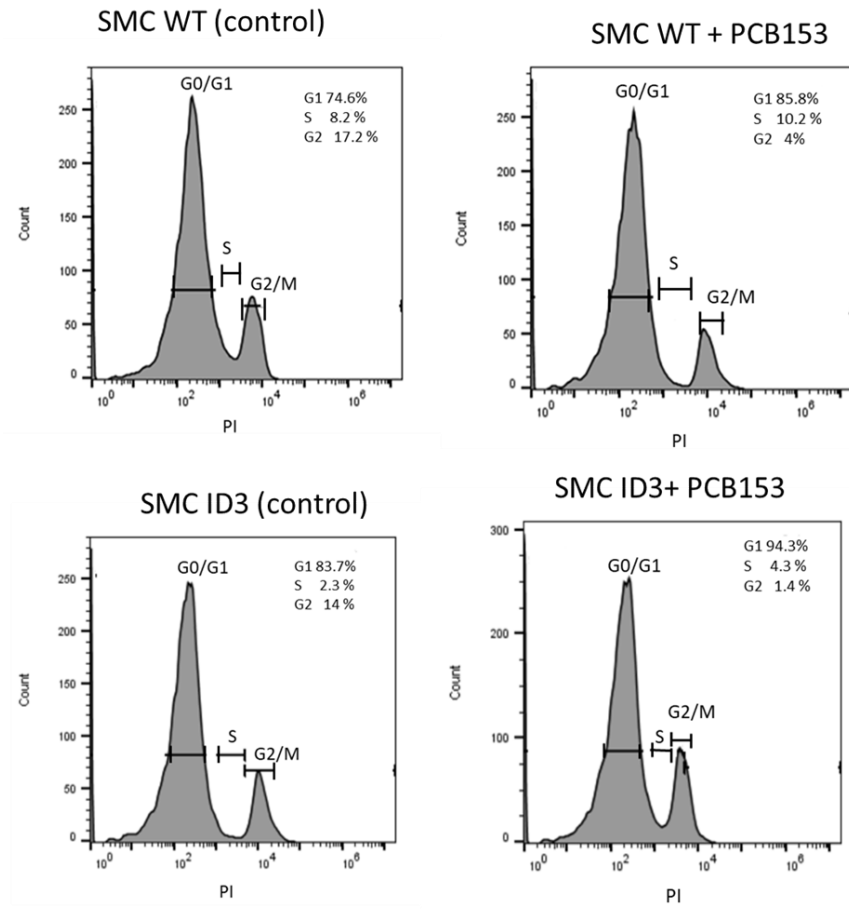 SMC WT (control)
G0/G1
G1 74.6%
S 8.2 %
G2 17.2 %
S
G2/M
Count
250
200
150
100
50
0
10^0
10^2
10^4
10^6
PI
SMC WT + PCB153
G0/G1
G1 85.8%
S 10.2 %
G2 4%
S
G2/M
Count
250
200
150
100
50
0
10^0
10^2
10^4
10^6
PI
SMC ID3 (control)
G0/G1
G1 83.7%
S 2.3 %
G2 14 %
S
G2/M
Count
250
200
150
100
50
0
10^0
10^2
10^4
10^6
PI
SMC ID3+ PCB153
G0/G1
G1 94.3%
S 4.3 %
G2 1.4 %
G2/M
S
Count
300
200
100
0
10^0
10^2
10^4
10^6
PI